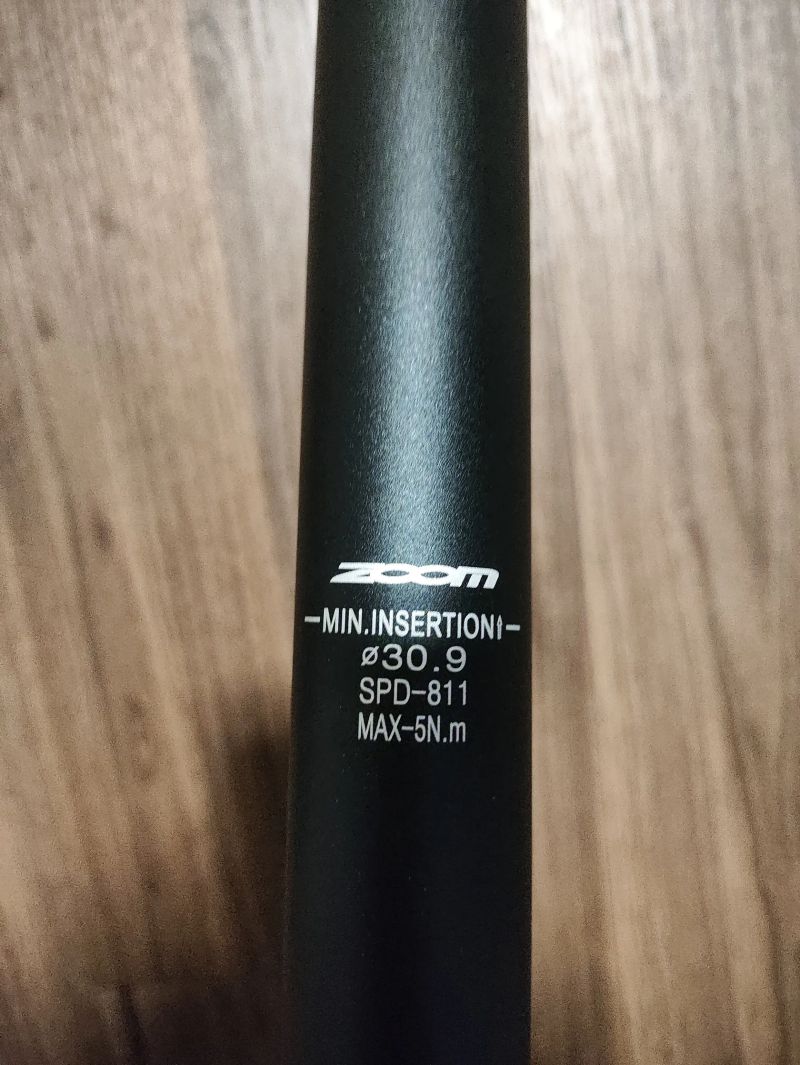 ZOOM
-MIN.INSERTION↑-
ø30.9
SPD-811
MAX-5N.m